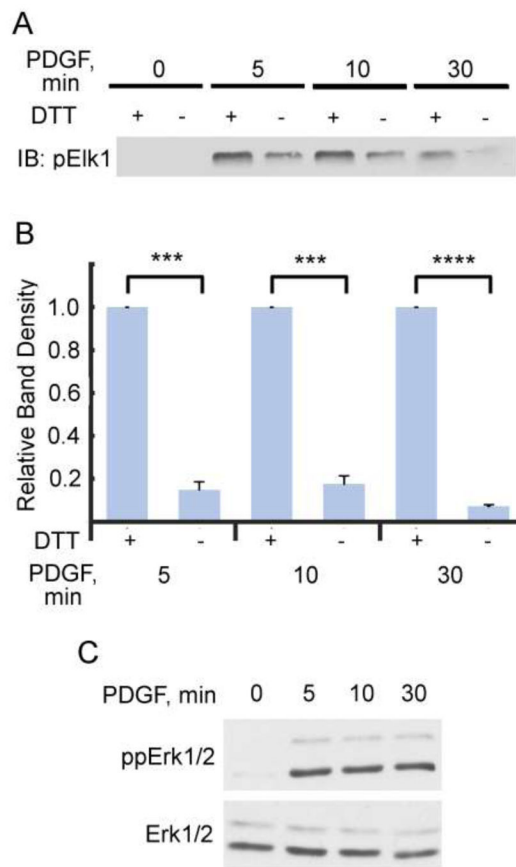 A
PDGF, min 0 5 10 30
DTT + - + - + - + -
IB: pElk1
B
*** *** ****
Relative Band Density
1.0
0.8
0.6
0.4
0.2
DTT + - + - + -
PDGF, min 5 10 30
C
PDGF, min 0 5 10 30
ppErk1/2
Erk1/2